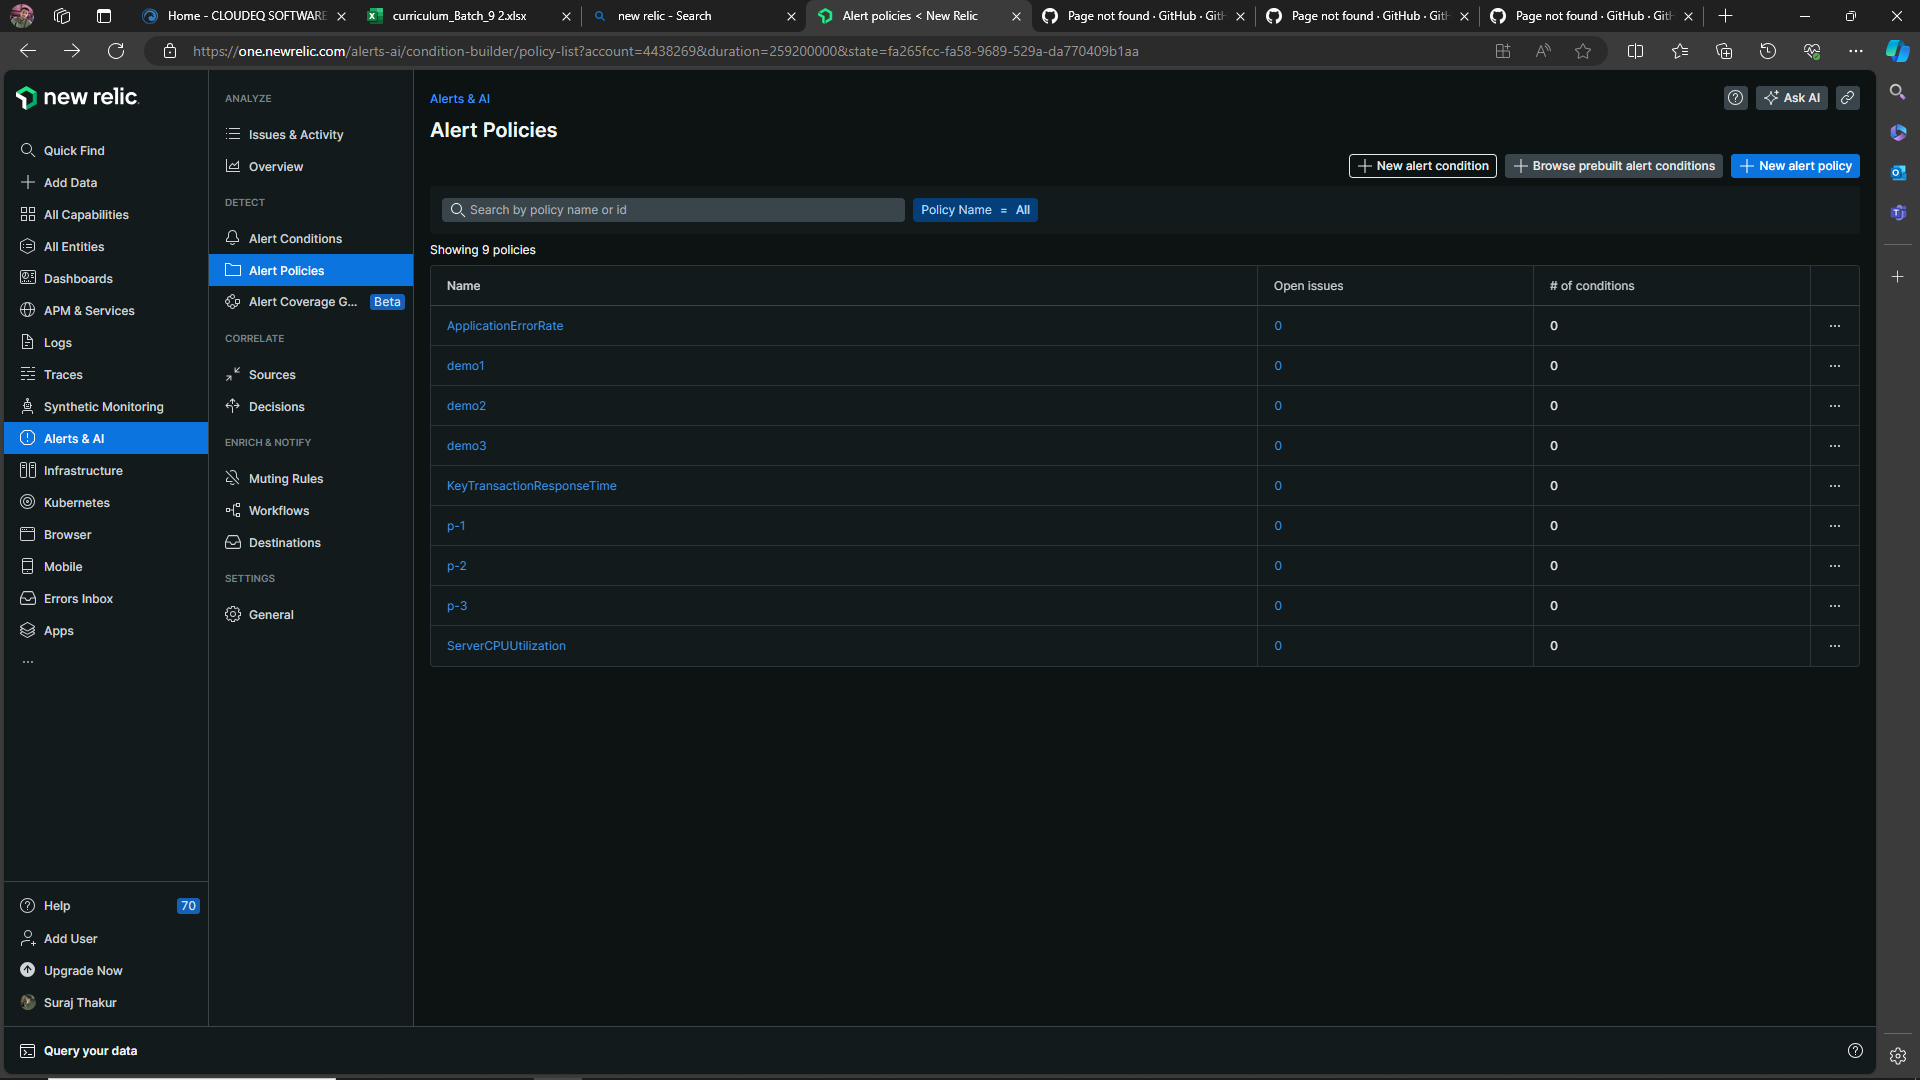 Home - CLOUDEQ SOFTWARE
curriculum_Batch_9 2.xlsx
new relic - Search
Alert policies < New Relic
Page not found · GitHub · Git
Page not found · GitHub · Git
Page not found · GitHub · Git
https://one.newrelic.com/alerts-ai/condition-builder/policy-list?account=4438269&duration=259200000&state=fa265fcc-fa58-9689-529a-da770409b1aa
new relic
Quick Find
Add Data
All Capabilities
All Entities
Dashboards
APM & Services
Logs
Traces
Synthetic Monitoring
Alerts & AI
Infrastructure
Kubernetes
Browser
Mobile
Errors Inbox
Apps
...
Help 70
Add User
Upgrade Now
Suraj Thakur
ANALYZE
Issues & Activity
Overview
DETECT
Alert Conditions
Alert Policies
Alert Coverage G... Beta
CORRELATE
Sources
Decisions
ENRICH & NOTIFY
Muting Rules
Workflows
Destinations
SETTINGS
General
Alerts & AI
Ask AI
Alert Policies
New alert condition
Browse prebuilt alert conditions
New alert policy
Search by policy name or id
Policy Name = All
Showing 9 policies
Name Open issues # of conditions
ApplicationErrorRate 0 0 ...
demo1 0 0 ...
demo2 0 0 ...
demo3 0 0 ...
KeyTransactionResponseTime 0 0 ...
p-1 0 0 ...
p-2 0 0 ...
p-3 0 0 ...
ServerCPUUtilization 0 0 ...
Query your data